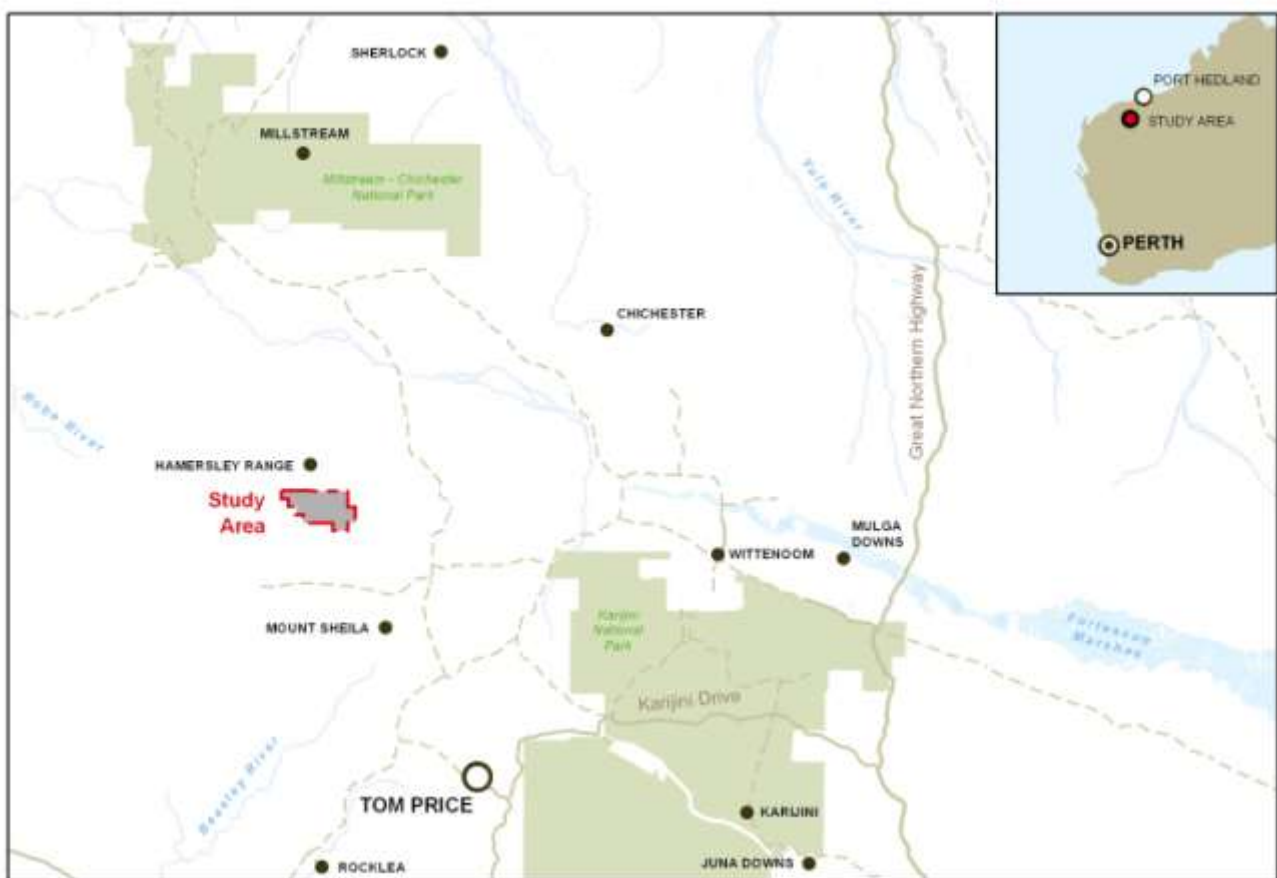 SHERLOCK
PORT HEDLAND
STUDY AREA
MILLSTREAM
Millstream - Chichester
National Park
Yule River
PERTH
CHICHESTER
Great Northern Highway
Robe River
HAMERSLEY RANGE
Study
Area
MULGA
DOWNS
WITTENOOM
Karijini
National
Park
MOUNT SHEILA
Fortescue
Marshes
Karijini Drive
Beasley River
TOM PRICE
KARIJINI
ROCKLEA
JUNA DOWNS